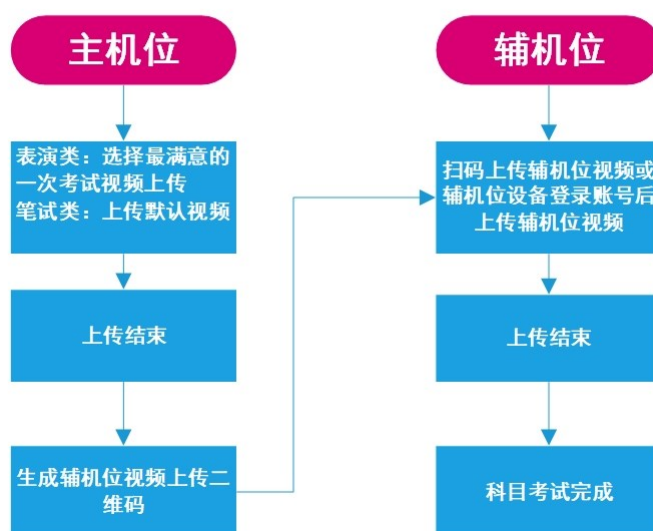 主机位
表演类：选择最满意的
一次考试视频上传
笔试类：上传默认视频
上传结束
生成辅机位视频上传二
维码
辅机位
扫码上传辅机位视频或
辅机位设备登录账号后
上传辅机位视频
上传结束
科目考试完成